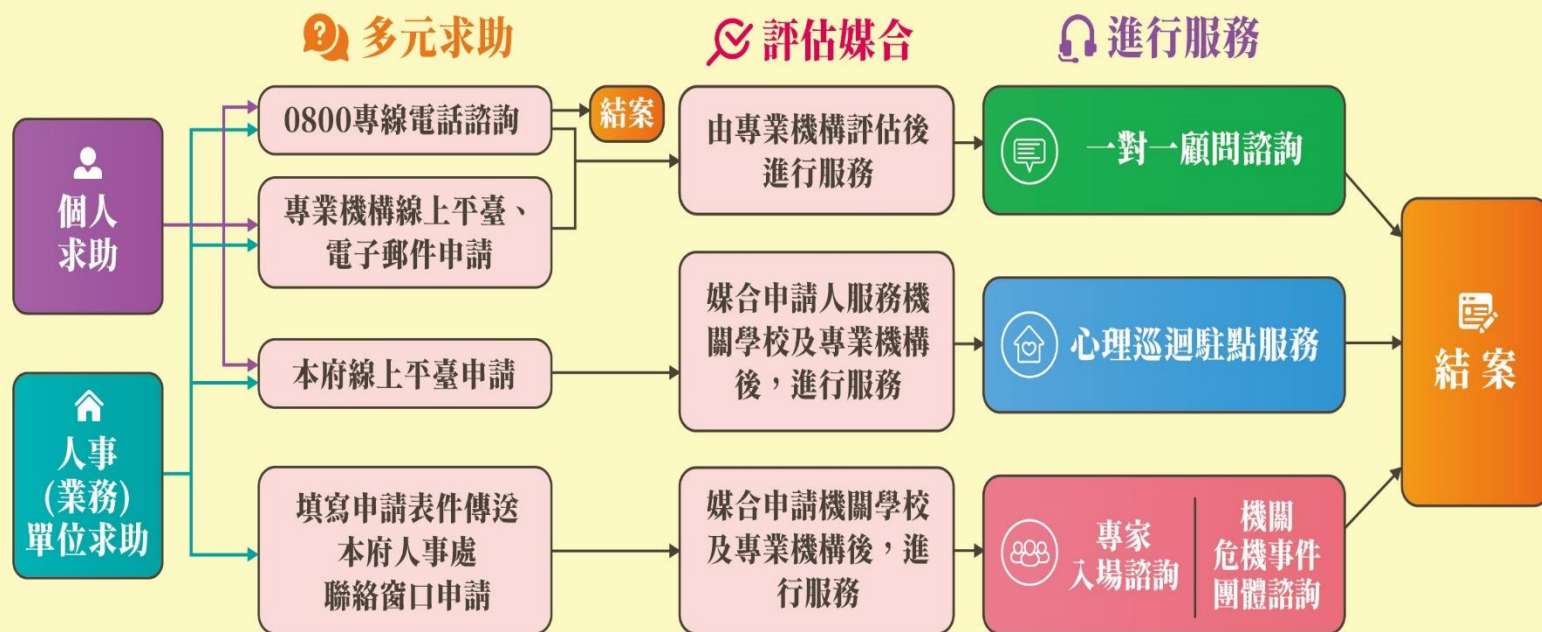 多元求助
評估媒合
進行服務
個人
求助
人事
(業務)
單位求助
0800專線電話諮詢
結案
專業機構線上平臺、
電子郵件申請
本府線上平臺申請
填寫申請表件傳送
本府人事處
聯絡窗口申請
由專業機構評估後
進行服務
媒合申請人服務機
關學校及專業機構
後，進行服務
媒合申請機關學校
及專業機構後，進
行服務
一對一顧問諮詢
心理巡迴駐點服務
專家
入場諮詢
機關
危機事件
團體諮詢
結案